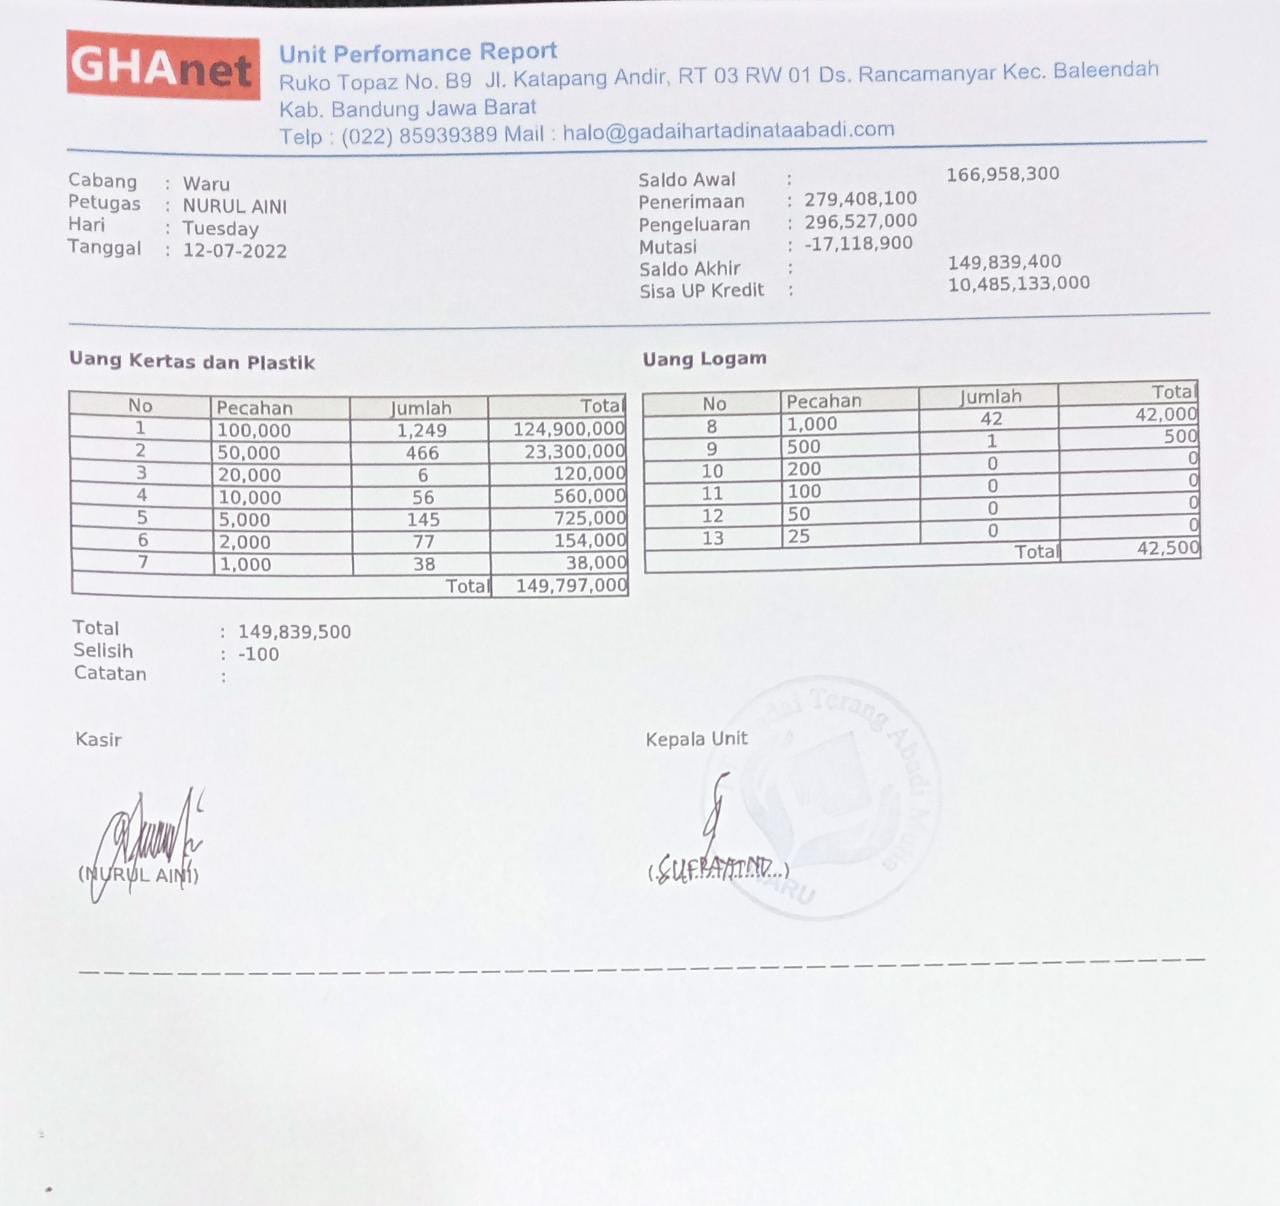 GHAnet
Unit Perfomance Report
Ruko Topaz No. B9 Jl. Katapang Andir, RT 03 RW 01 Ds. Rancamanyar Kec. Baleendah
Kab. Bandung Jawa Barat
Telp : (022) 85939389 Mail : halo@gadaihartadinataabadi.com
Cabang : Waru
Petugas : NURUL AINI
Hari : Tuesday
Tanggal : 12-07-2022
Saldo Awal : 166,958,300
Penerimaan : 279,408,100
Pengeluaran : 296,527,000
Mutasi : -17,118,900
Saldo Akhir : 149,839,400
Sisa UP Kredit : 10,485,133,000
Uang Kertas dan Plastik
No Pecahan Jumlah Total
1 100,000 1,249 124,900,000
2 50,000 466 23,300,000
3 20,000 6 120,000
4 10,000 56 560,000
5 5,000 145 725,000
6 2,000 77 154,000
7 1,000 38 38,000
Total 149,797,000
Uang Logam
No Pecahan Jumlah Total
8 1,000 42 42,000
9 500 1 500
10 200 0 0
11 100 0 0
12 50 0 0
13 25 0 0
Total 42,500
Total : 149,839,500
Selisih : -100
Catatan :
Kasir
Kepala Unit
(NURUL AINI)
Gadai Terang Abadi Mulia
WARU